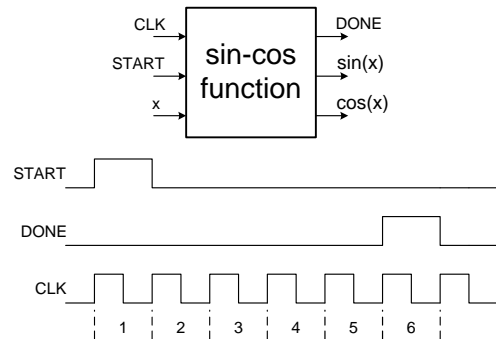 CLK
DONE
START
sin-cos
function
sin(x)
x
cos(x)
START
DONE
CLK
1 2 3 4 5 6